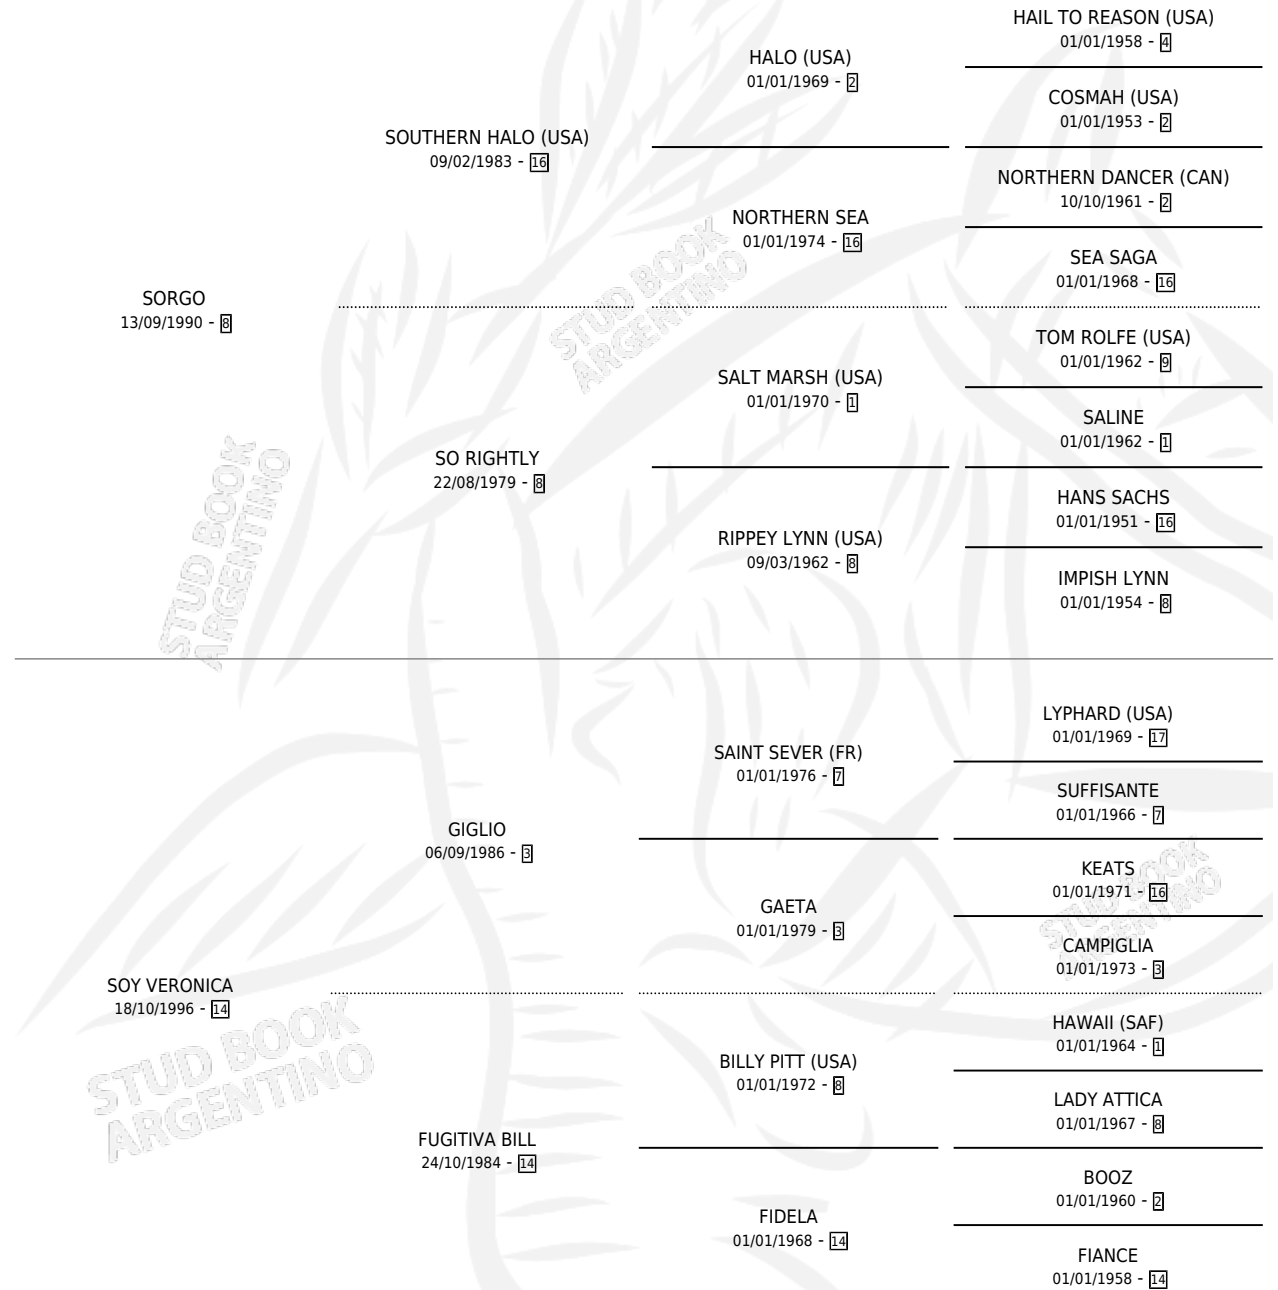 HAIL TO REASON (USA)
01/01/1958 - 4
HALO (USA)
01/01/1969 - 2
COSMAH (USA)
01/01/1953 - 2
SOUTHERN HALO (USA)
09/02/1983 - 16
NORTHERN DANCER (CAN)
10/10/1961 - 2
NORTHERN SEA
01/01/1974 - 16
SEA SAGA
01/01/1968 - 16
SORGO
13/09/1990 - 8
STUD BOOK
ARGENTINO
TOM ROLFE (USA)
01/01/1962 - 9
SALT MARSH (USA)
01/01/1970 - 1
SALINE
01/01/1962 - 1
SO RIGHTLY
22/08/1979 - 8
HANS SACHS
01/01/1951 - 16
RIPPEY LYNN (USA)
09/03/1962 - 8
IMPISH LYNN
01/01/1954 - 8
STUD BOOK
ARGENTINO
LYPHARD (USA)
01/01/1969 - 17
SAINT SEVER (FR)
01/01/1976 - 7
SUFFISANTE
01/01/1966 - 7
GIGLIO
06/09/1986 - 3
KEATS
01/01/1971 - 16
GAETA
01/01/1979 - 3
STUD BOOK
ARGENTINO
CAMPIGLIA
01/01/1973 - 3
SOY VERONICA
18/10/1996 - 14
HAWAII (SAF)
01/01/1964 - 1
BILLY PITT (USA)
01/01/1972 - 8
STUD BOOK
ARGENTINO
LADY ATTICA
01/01/1967 - 8
FUGITIVA BILL
24/10/1984 - 14
BOOZ
01/01/1960 - 2
FIDELA
01/01/1968 - 14
FIANCE
01/01/1958 - 14